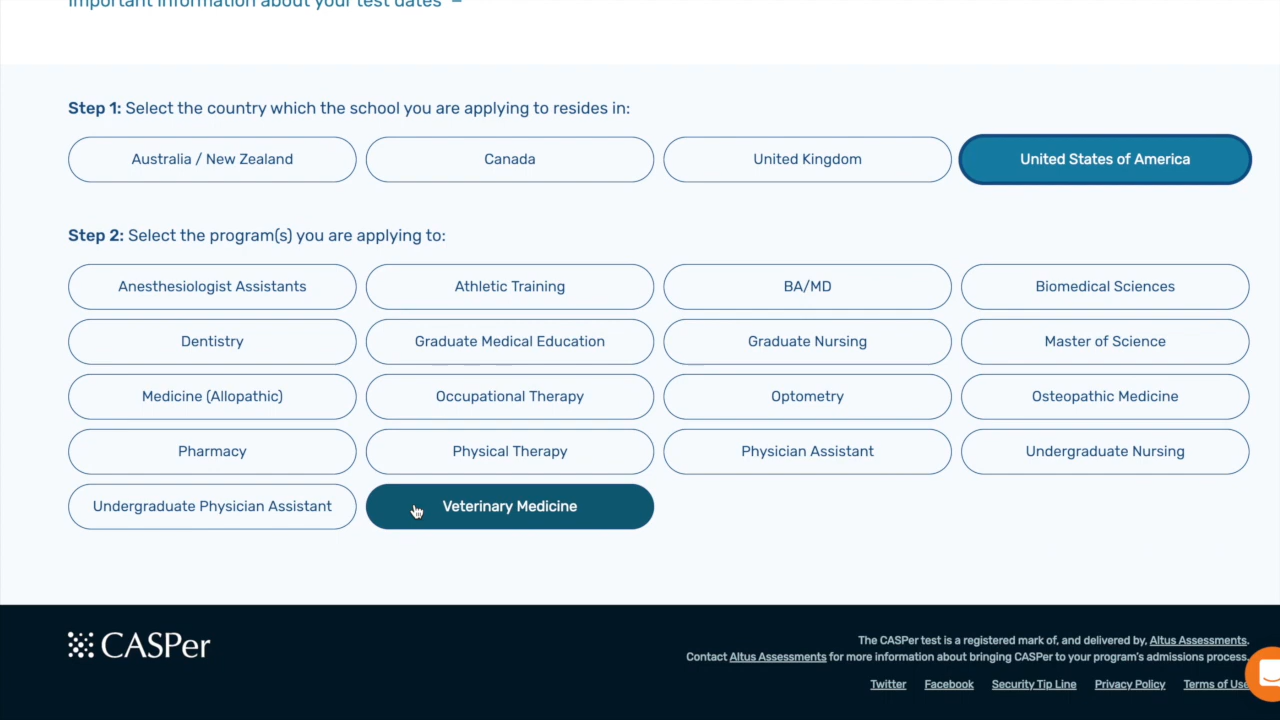 Important information about your test dates –
Step 1: Select the country which the school you are applying to resides in:
Australia / New Zealand
Canada
United Kingdom
United States of America
Step 2: Select the program(s) you are applying to:
Anesthesiologist Assistants
Athletic Training
BA/MD
Biomedical Sciences
Dentistry
Graduate Medical Education
Graduate Nursing
Master of Science
Medicine (Allopathic)
Occupational Therapy
Optometry
Osteopathic Medicine
Pharmacy
Physical Therapy
Physician Assistant
Undergraduate Nursing
Undergraduate Physician Assistant
Veterinary Medicine
CASPer
The CASPer test is a registered mark of, and delivered by, Altus Assessments.
Contact Altus Assessments for more information about bringing CASPer to your program's admissions process.
Twitter
Facebook
Security Tip Line
Privacy Policy
Terms of Use